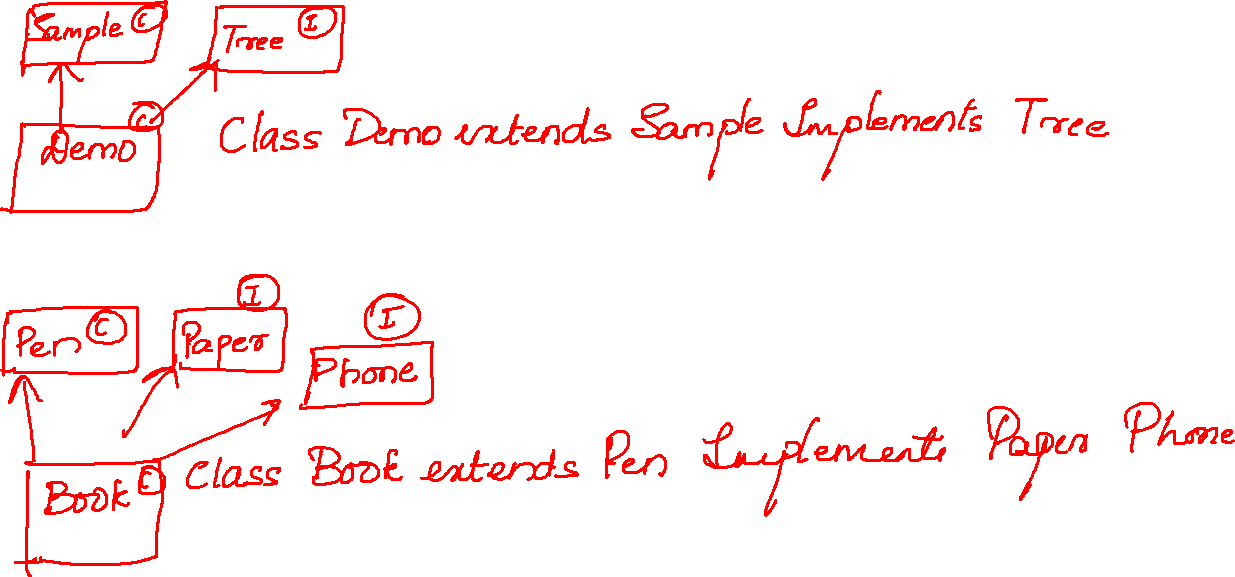 Sample C
Tree I
C
Demo
Class Demo extends Sample Implements Tree
I
I
Pen C
Paper
Phone
Class Book extends Pen Implements Paper Phone
Book C